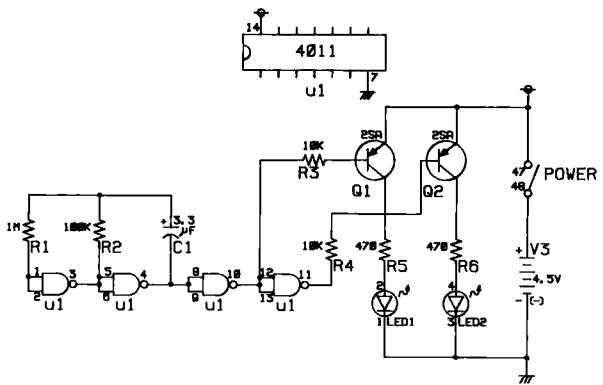 14
4011
7
u1
10K
R3
2SA
Q1
2SA
Q2
47
48
POWER
1M
R1
100K
R2
+ 3.3
µF
C1
10K
R4
470
R5
470
R6
+ V3
4.5V
- (-)
1
2
3
u1
5
6
4
u1
8
9
10
u1
12
13
11
u1
2
1 LED1
4
3 LED2